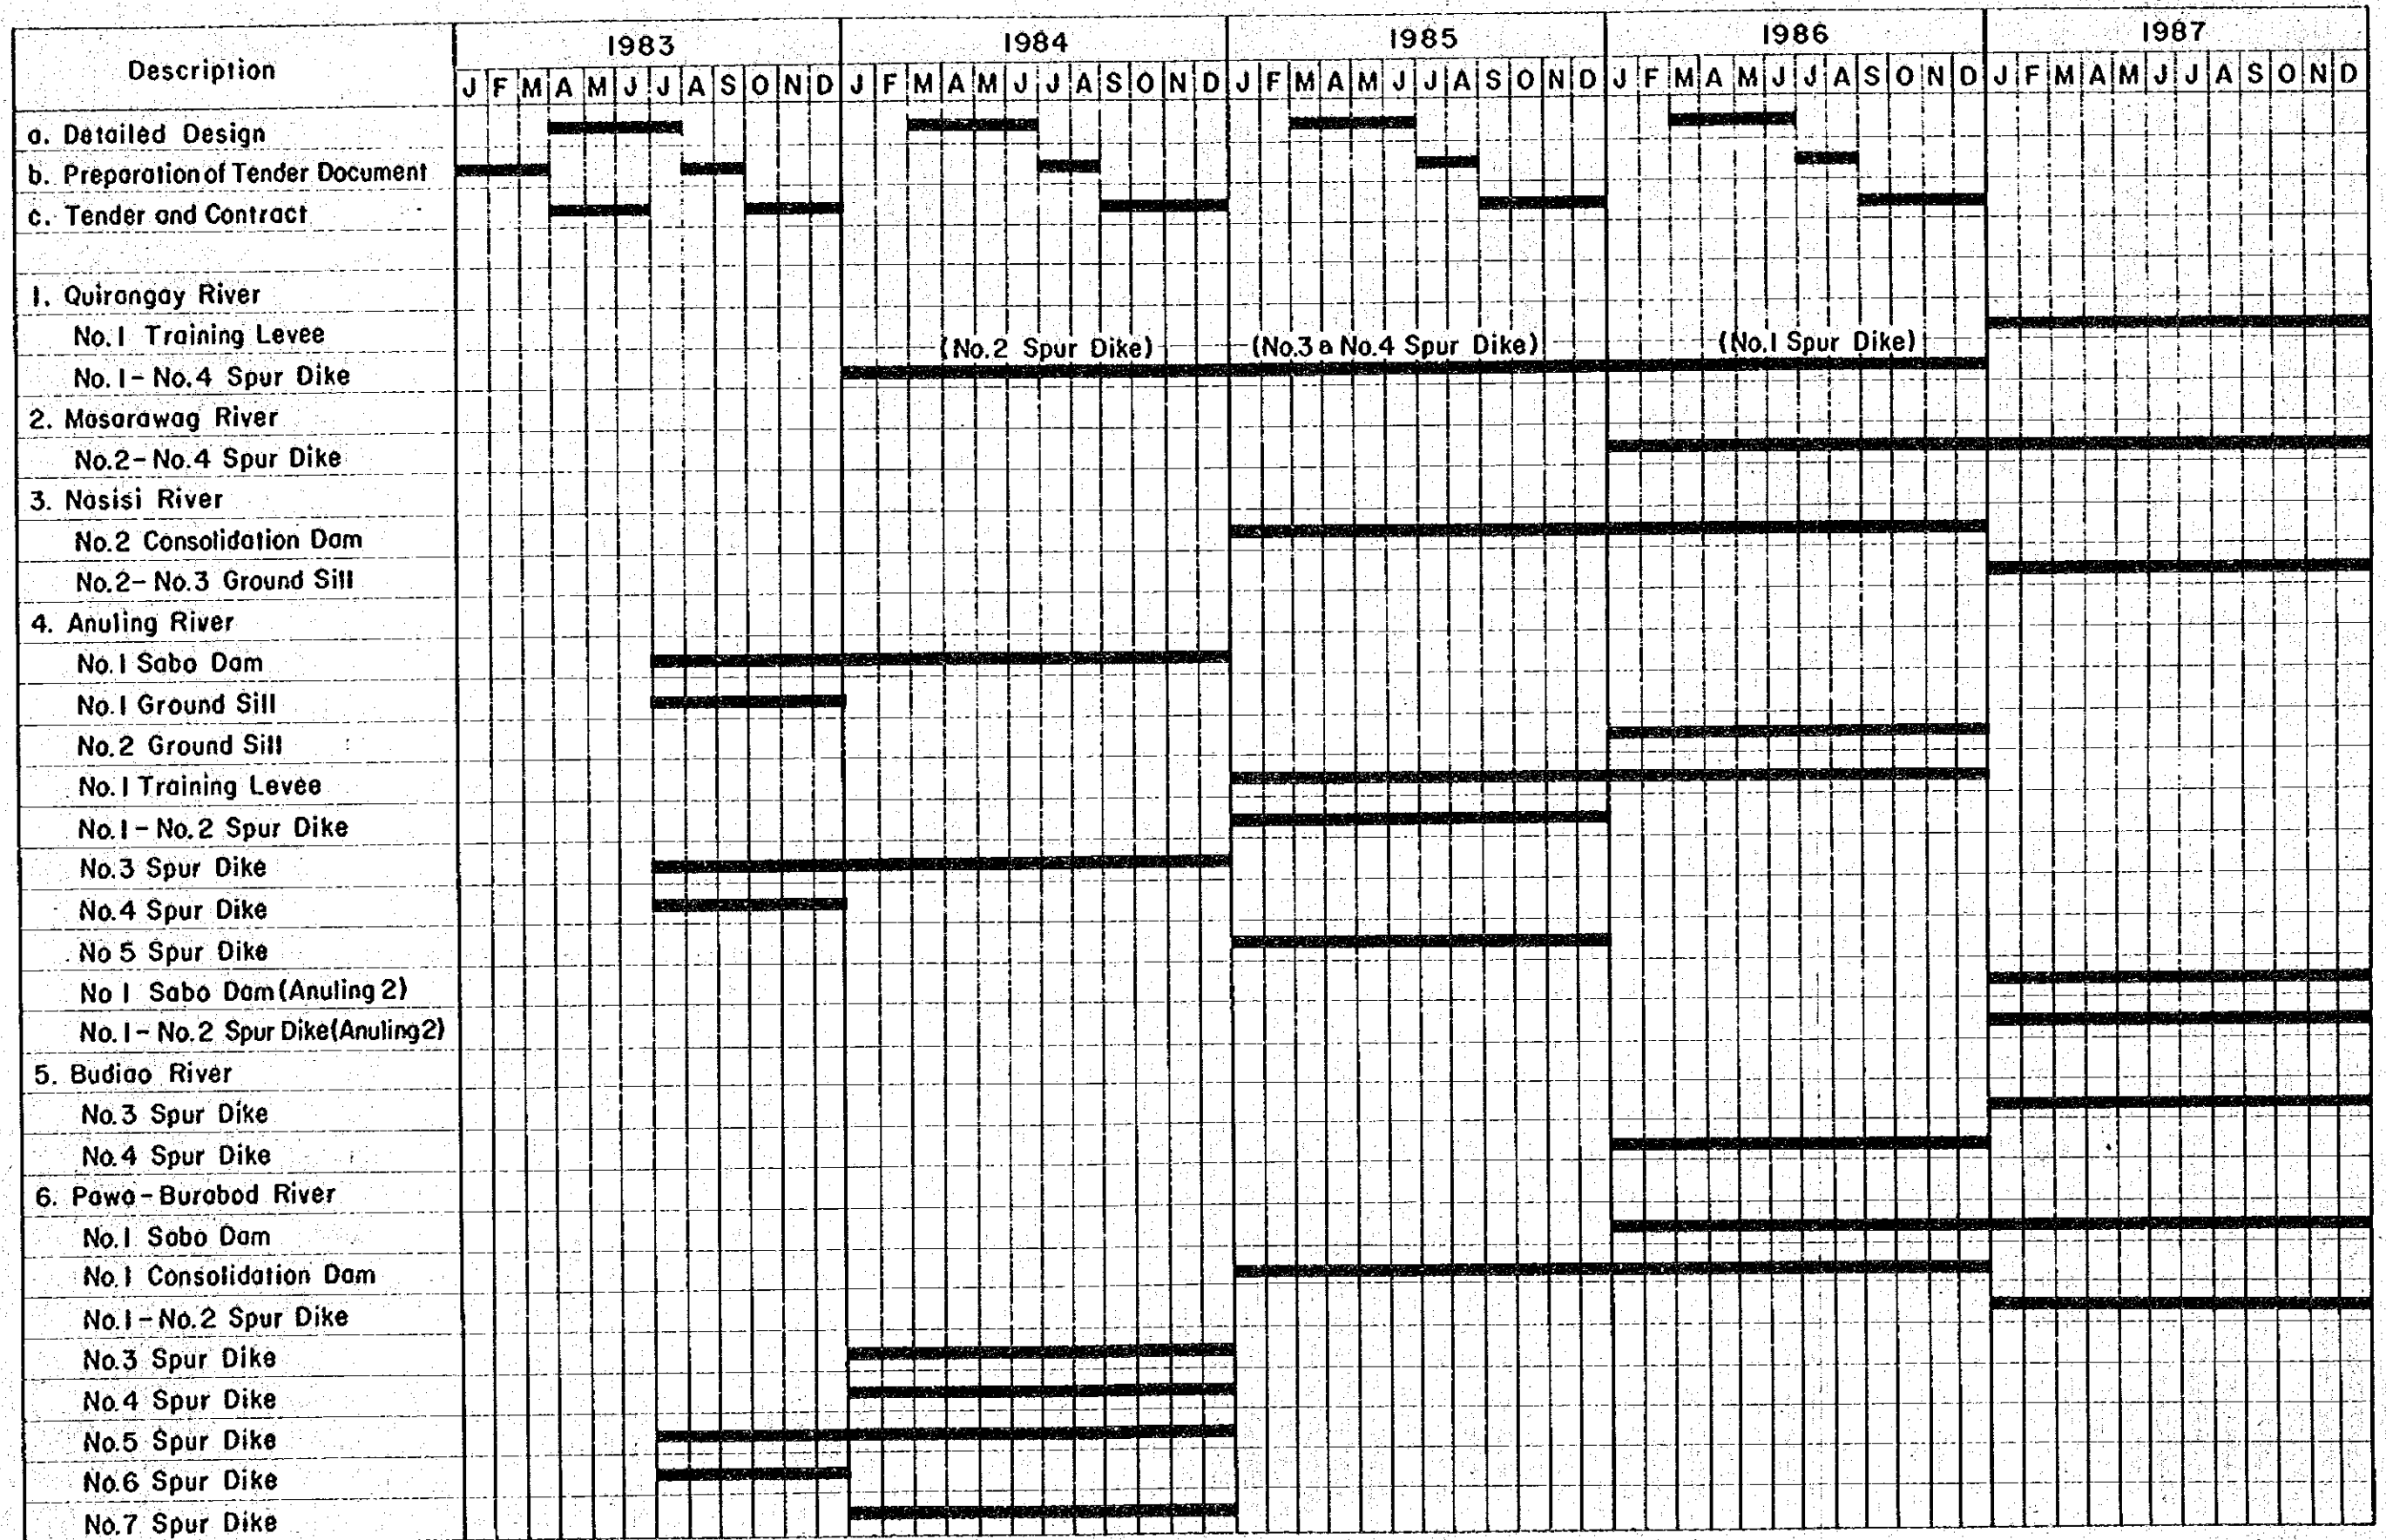 Description
1983 1984 1985 1986 1987
J F M A M J J A S O N D J F M A M J J A S O N D J F M A M J J A S O N D J F M A M J J A S O N D J F M A M J J A S O N D
a. Detailed Design
b. Preparation of Tender Document
c. Tender and Contract
1. Quirangay River
No.1 Training Levee
(No.2 Spur Dike) (No.3 & No.4 Spur Dike) (No.1 Spur Dike)
No.1-No.4 Spur Dike
2. Masarawag River
No.2-No.4 Spur Dike
3. Nasisi River
No.2 Consolidation Dam
No.2-No.3 Ground Sill
4. Anuling River
No.1 Sabo Dam
No.1 Ground Sill
No.2 Ground Sill
No.1 Training Levee
No.1-No.2 Spur Dike
No.3 Spur Dike
No.4 Spur Dike
No 5 Spur Dike
No 1 Sabo Dam (Anuling 2)
No.1-No.2 Spur Dike (Anuling 2)
5. Budiao River
No.3 Spur Dike
No.4 Spur Dike
6. Pawa-Burabod River
No.1 Sabo Dam
No.1 Consolidation Dam
No.1-No.2 Spur Dike
No.3 Spur Dike
No.4 Spur Dike
No.5 Spur Dike
No.6 Spur Dike
No.7 Spur Dike